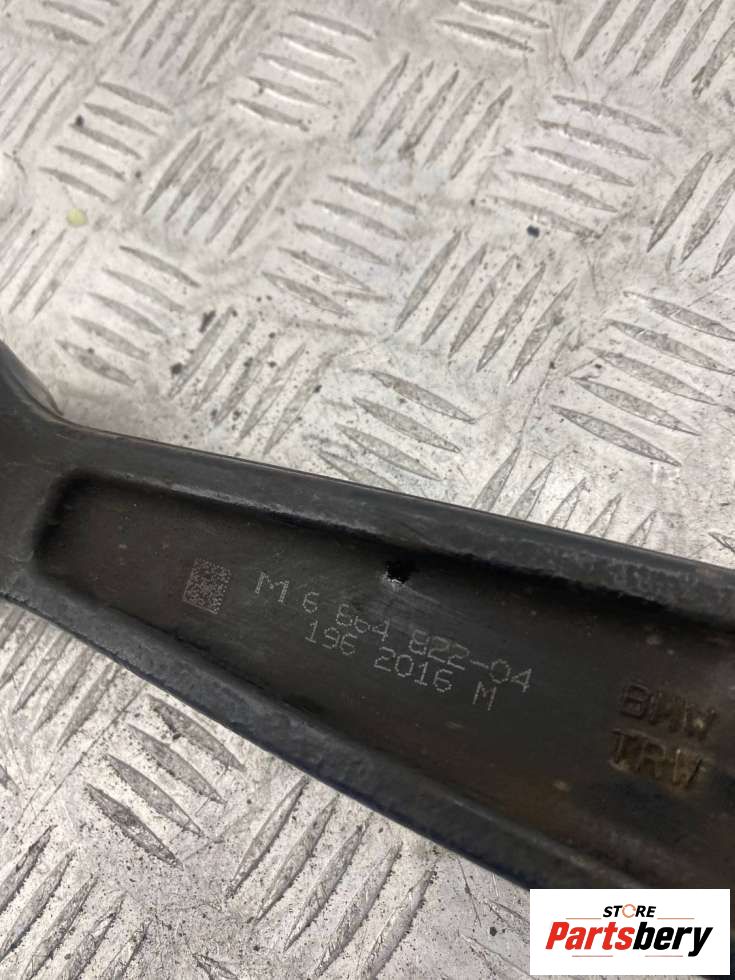 M 6 864 822-04
196 2016 M
BMW
TRW
STORE
Partsbery